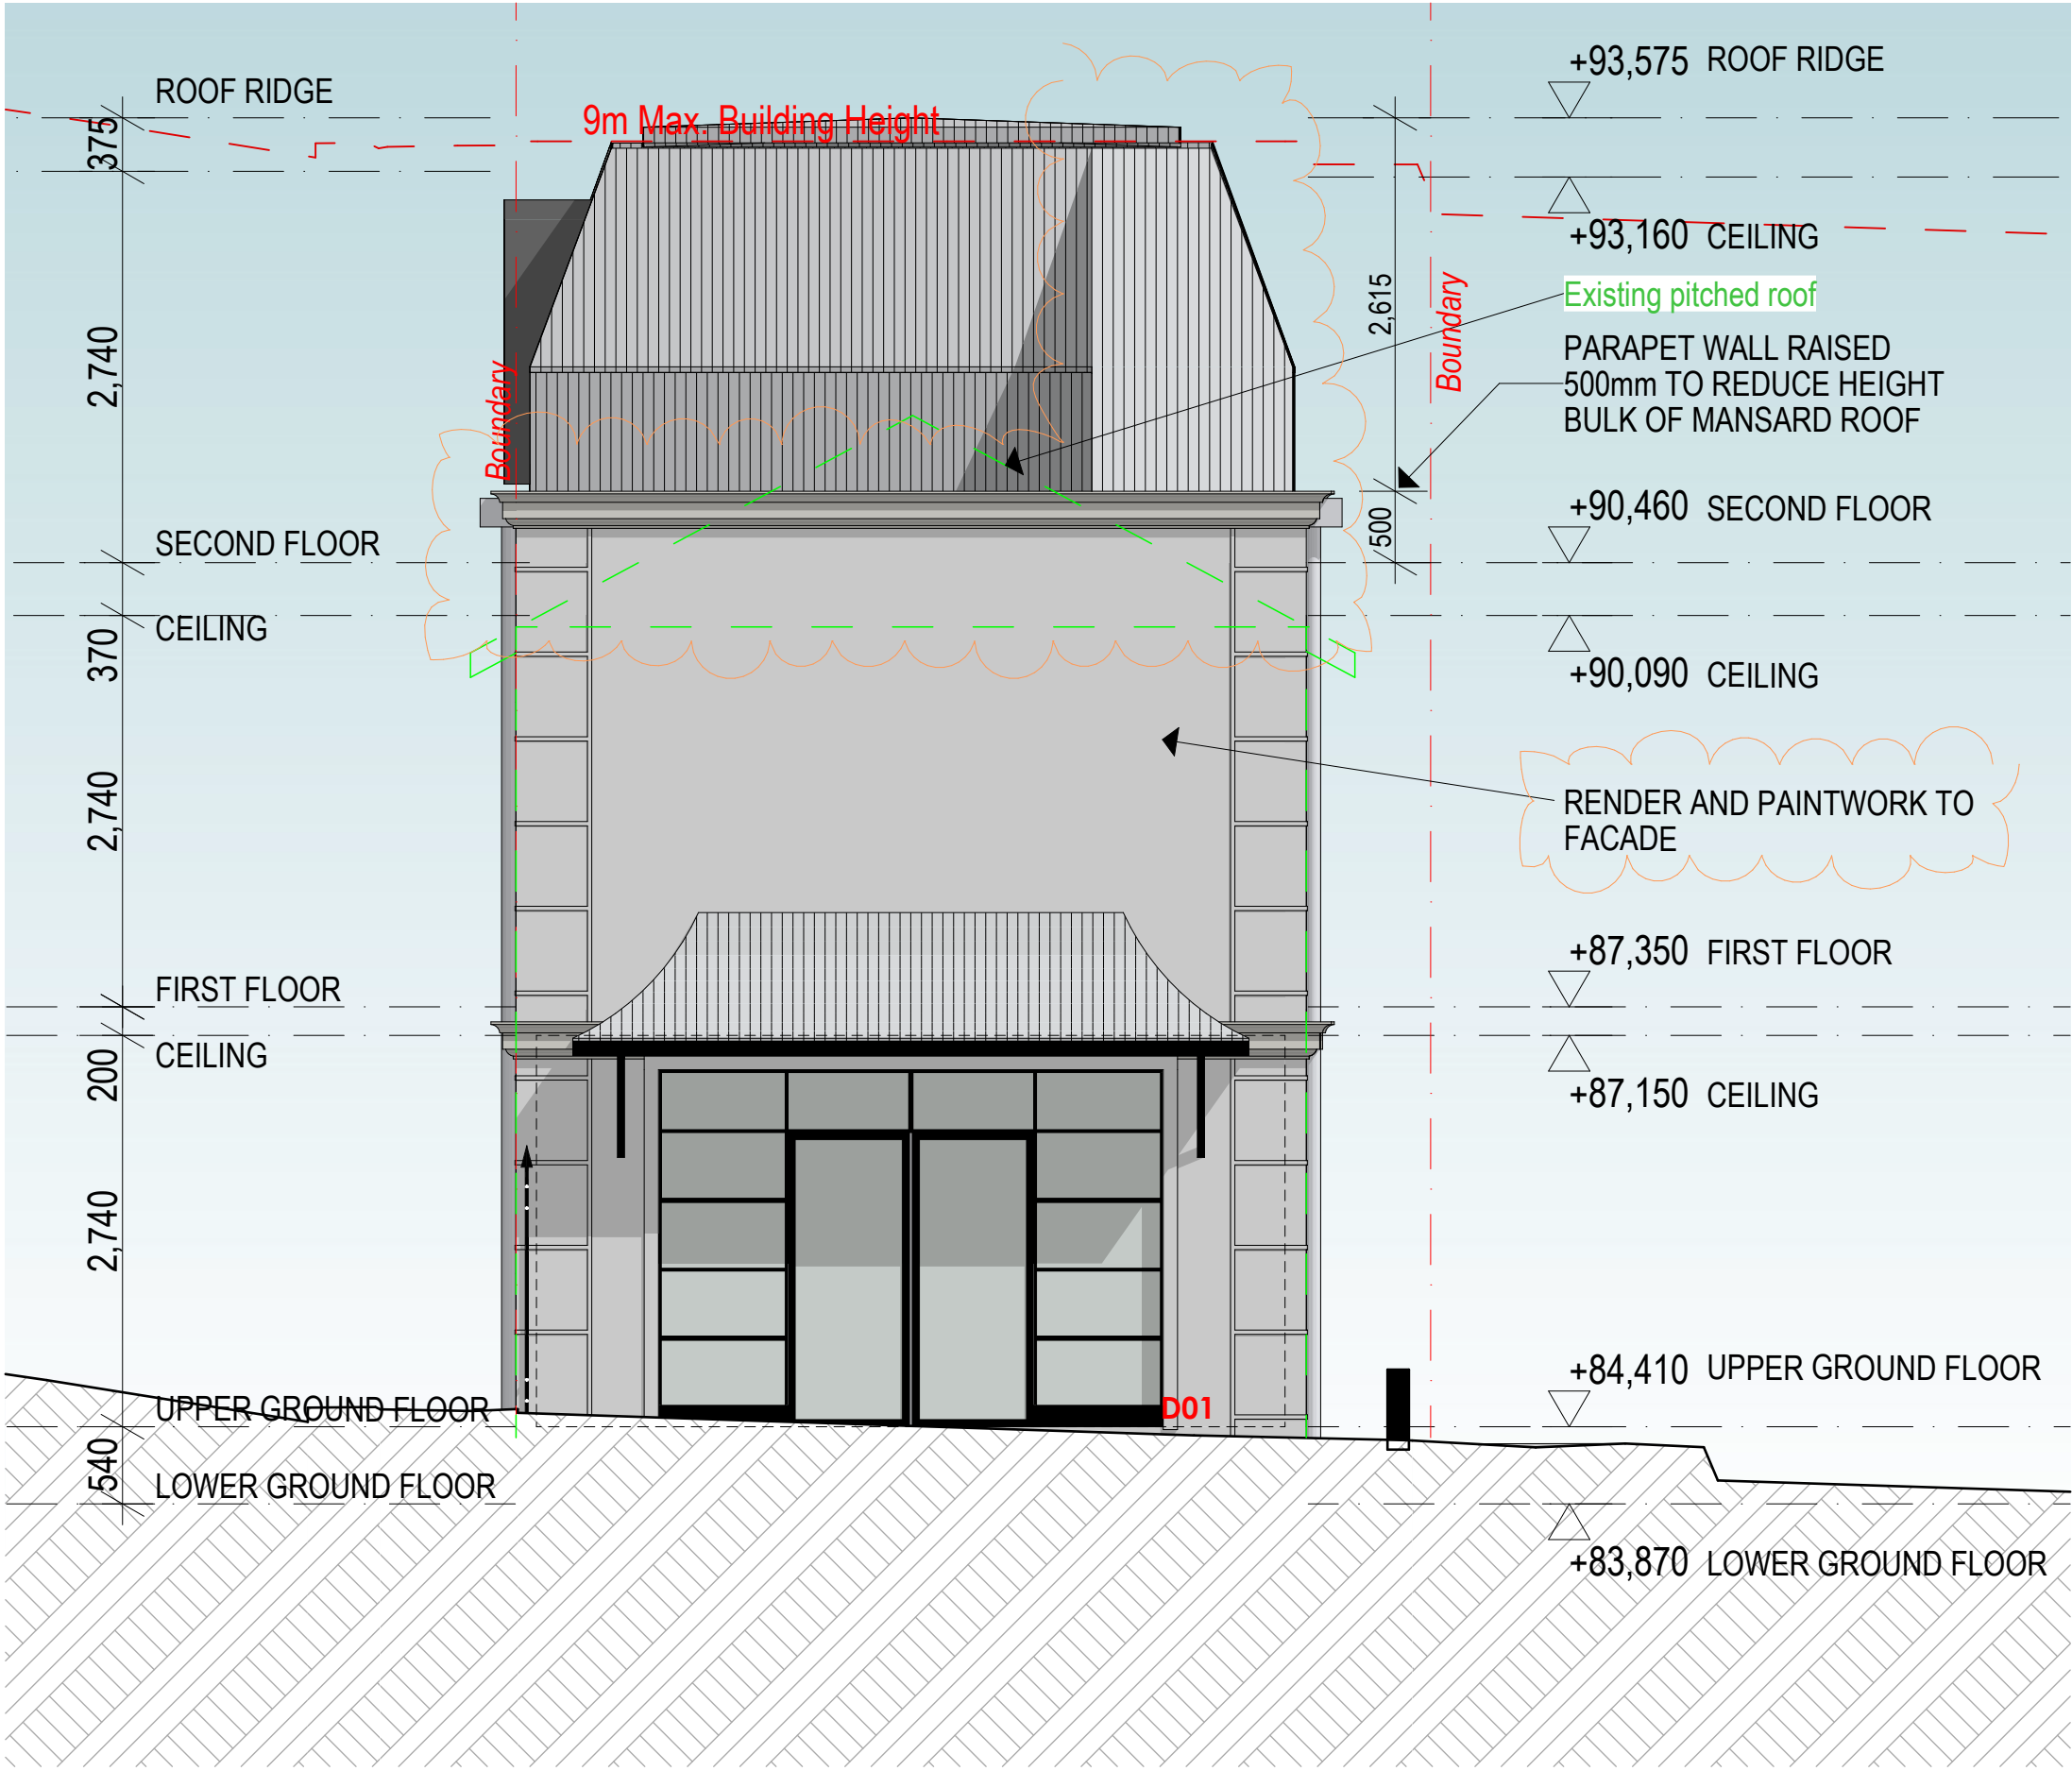 +93,575 ROOF RIDGE
ROOF RIDGE
9m Max. Building Height
375
+93,160 CEILING
Existing pitched roof
2,615
Boundary
PARAPET WALL RAISED
500mm TO REDUCE HEIGHT
BULK OF MANSARD ROOF
2,740
Boundary
+90,460 SECOND FLOOR
500
SECOND FLOOR
CEILING
370
+90,090 CEILING
2,740
RENDER AND PAINTWORK TO
FACADE
+87,350 FIRST FLOOR
FIRST FLOOR
CEILING
200
+87,150 CEILING
2,740
+84,410 UPPER GROUND FLOOR
UPPER GROUND FLOOR
D01
540
LOWER GROUND FLOOR
+83,870 LOWER GROUND FLOOR